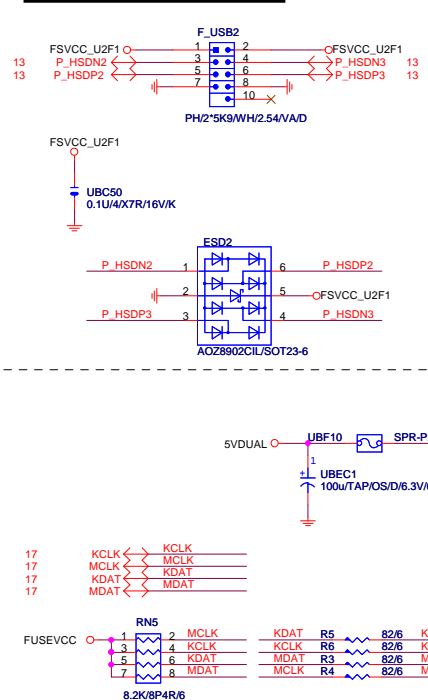 F_USB2
FSVCC_U2F1 1 2 FSVCC_U2F1
13 P_HSDN2 3 4 P_HSDN3 13
13 P_HSDP2 5 6 P_HSDP3 13
7 8
10
PH/2*5K9/WH/2.54/VA/D
FSVCC_U2F1
UBC50
0.1U/4/X7R/16V/K
ESD2
P_HSDN2 1 6 P_HSDP2
2 5 FSVCC_U2F1
P_HSDP3 3 4 P_HSDN3
AOZ8902CIL/SOT23-6
5VDUAL UBF10 SPR-P
1
+ UBEC1
100u/TAP/OS/D/6.3V/
17 KCLK KCLK
17 MCLK MCLK
17 KDAT KDAT
17 MDAT MDAT
RN5
FUSEVCC 1 2 MCLK KDAT R5 82/6 K
3 4 KCLK KCLK R6 82/6 K
5 6 KDAT MDAT R3 82/6 M
7 8 MDAT MCLK R4 82/6 M
8.2K/8P4R/6